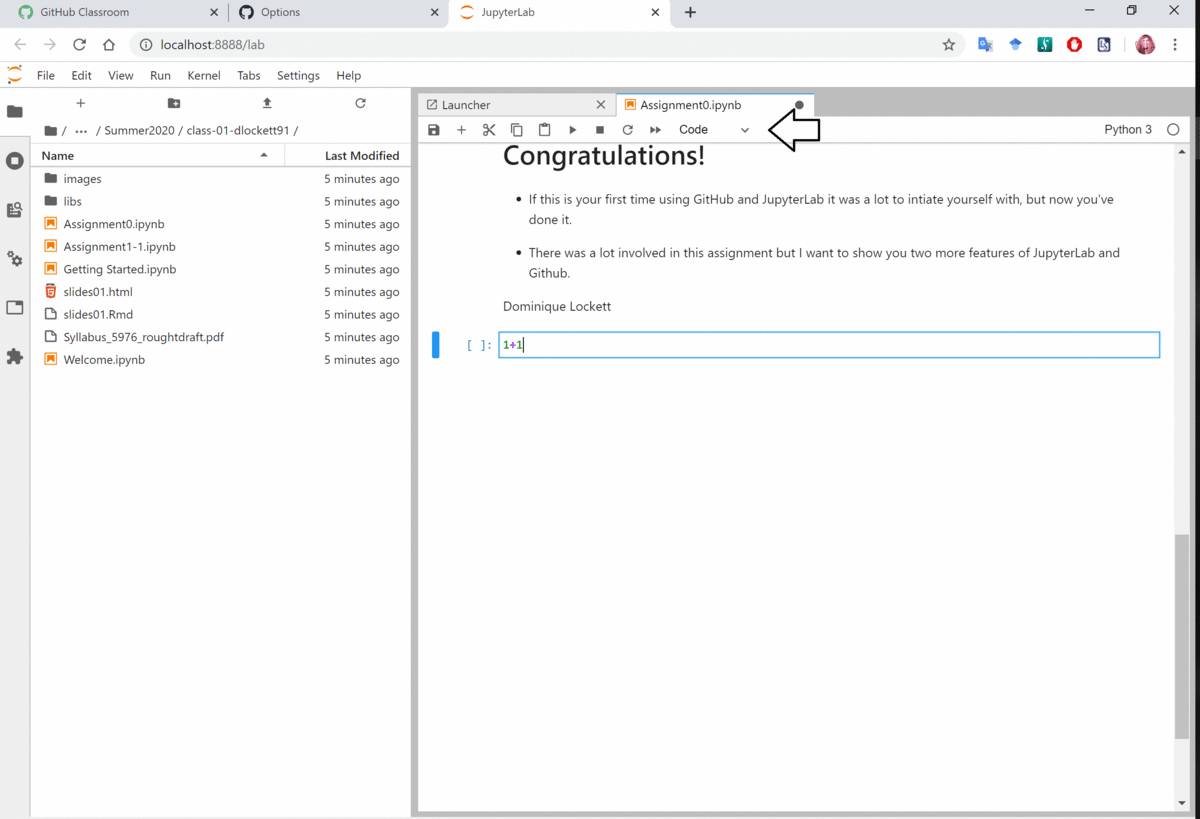 GitHub Classroom
Options
JupyterLab
localhost:8888/lab
File Edit View Run Kernel Tabs Settings Help
/ ··· / Summer2020 / class-01-dlockett91 /
Name Last Modified
images 5 minutes ago
libs 5 minutes ago
Assignment0.ipynb 5 minutes ago
Assignment1-1.ipynb 5 minutes ago
Getting Started.ipynb 5 minutes ago
slides01.html 5 minutes ago
slides01.Rmd 5 minutes ago
Syllabus_5976_roughtdraft.pdf 5 minutes ago
Welcome.ipynb 5 minutes ago
Launcher
Assignment0.ipynb
Code
Python 3
Congratulations!
• If this is your first time using GitHub and JupyterLab it was a lot to intiate yourself with, but now you've
done it.
• There was a lot involved in this assignment but I want to show you two more features of JupyterLab and
Github.
Dominique Lockett
[ ]: 1+1